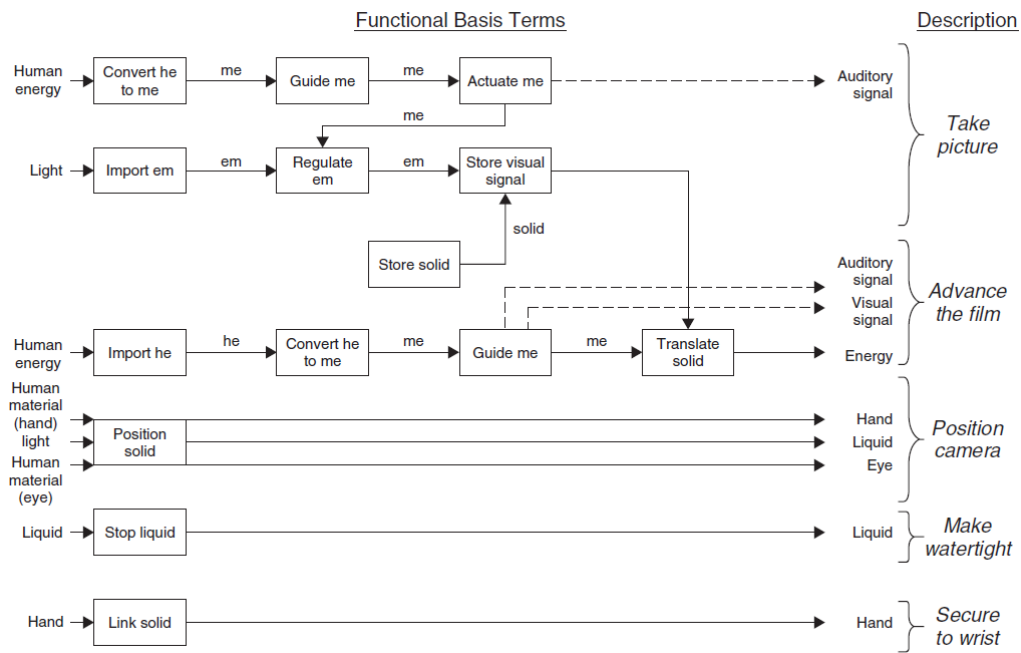 Functional Basis Terms
Description
Human
energy
Convert he
to me
me
Guide me
me
Actuate me
Auditory
signal
me
Take
picture
Light
Import em
em
Regulate
em
em
Store visual
signal
solid
Store solid
Auditory
signal
Visual
signal
Advance
the film
Human
energy
Import he
he
Convert he
to me
me
Guide me
me
Translate
solid
Energy
Human
material
(hand)
light
Human
material
(eye)
Position
solid
Hand
Liquid
Eye
Position
camera
Liquid
Stop liquid
Liquid
Make
watertight
Hand
Link solid
Hand
Secure
to wrist